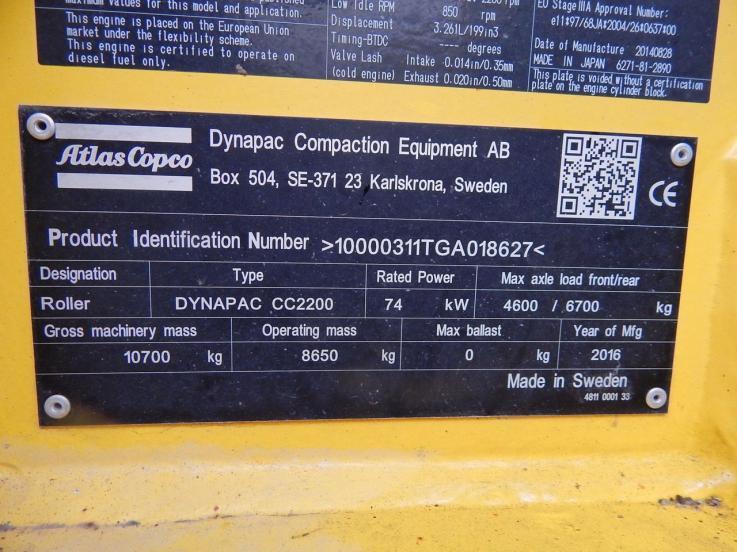 maximum values for this model and application.
This engine is placed on the European Union
market under the flexibility scheme.
This engine is certified to operate on
diesel fuel only.
Low Idle RPM 850 rpm
Displacement 3.261L/199in3
Timing-BTDC ---- degrees
Valve Lash Intake 0.014in/0.35mm
(cold engine) Exhaust 0.020in/0.50mm
EU Stage IIIA Approval Number:
e11*97/68JA*2004/26*0637*00
Date of Manufacture 20140828
MADE IN JAPAN 6271-81-2890
This plate is voided without a certification
plate on the engine cylinder block.
Atlas Copco
Dynapac Compaction Equipment AB
Box 504, SE-371 23 Karlskrona, Sweden
CE
Product Identification Number >10000311TGA018627<
Designation Type Rated Power Max axle load front/rear
Roller DYNAPAC CC2200 74 kW 4600 / 6700 kg
Gross machinery mass Operating mass Max ballast Year of Mfg
10700 kg 8650 kg 0 kg 2016
Made in Sweden
4811 0001 33